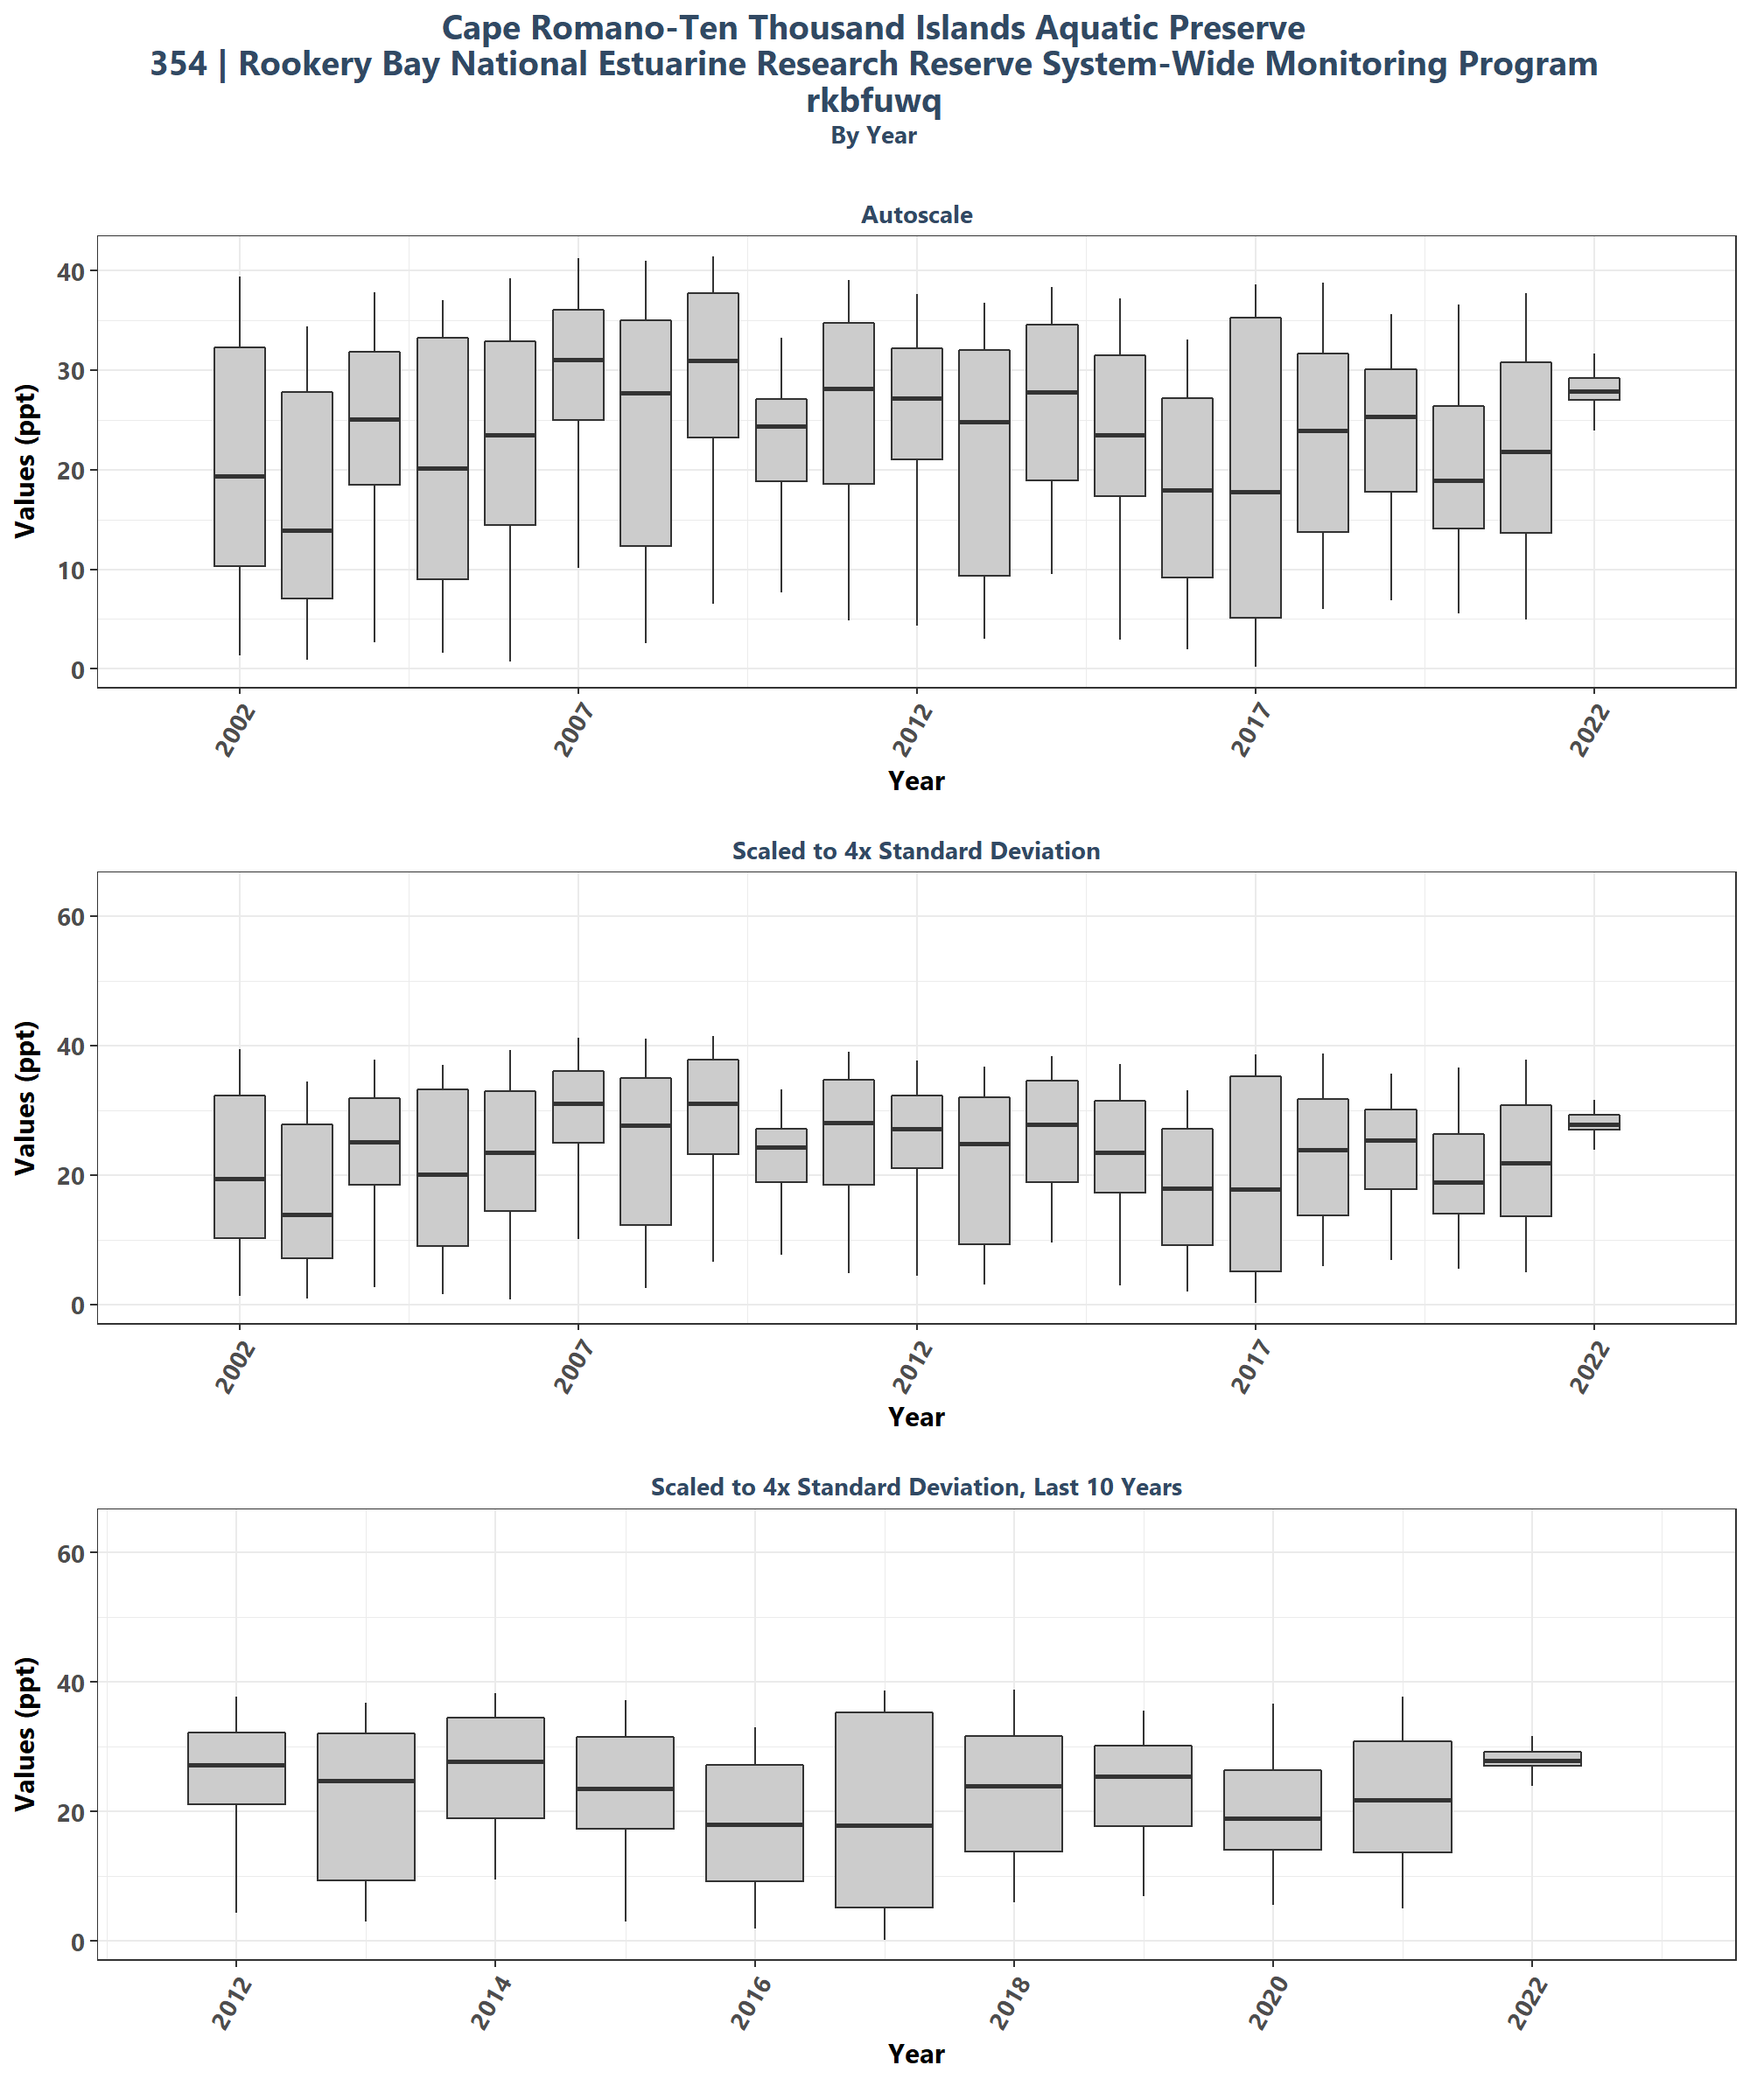 Cape Romano-Ten Thousand Islands Aquatic Preserve
354 | Rookery Bay National Estuarine Research Reserve System-Wide Monitoring Program
rkbfuwq
By Year
Autoscale
Values (ppt)
40
30
20
10
0
2002
2007
2012
2017
2022
Year
Scaled to 4x Standard Deviation
Values (ppt)
60
40
20
0
2002
2007
2012
2017
2022
Year
Scaled to 4x Standard Deviation, Last 10 Years
Values (ppt)
60
40
20
0
2012
2014
2016
2018
2020
2022
Year